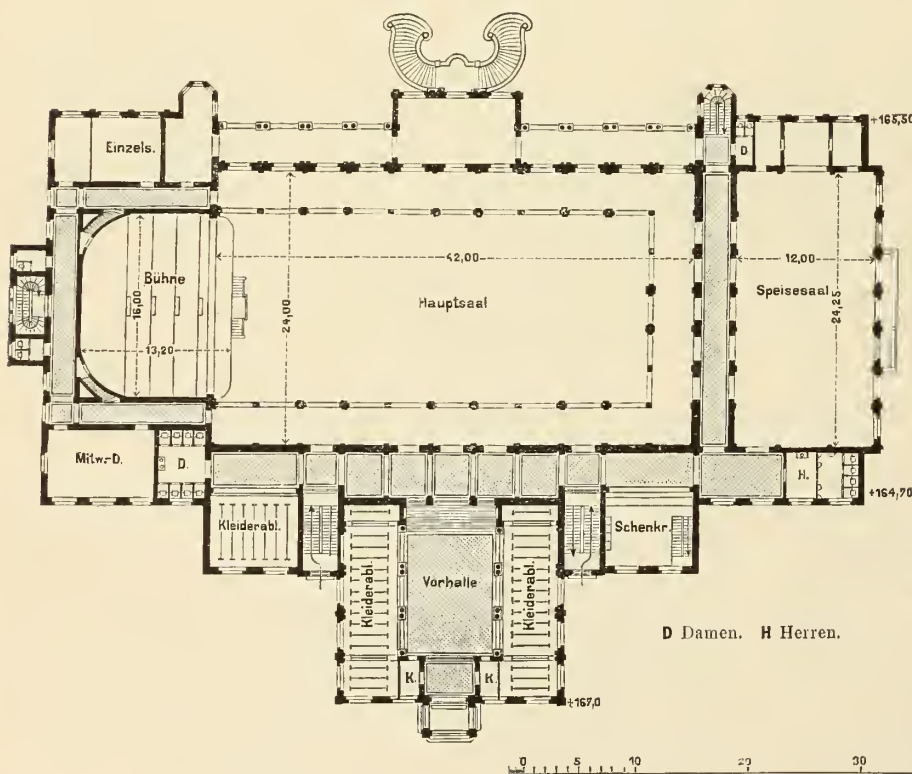 +165,50
Einzels.
D
42,00
12,00
Bühne
16,00
Hauptsaal
Speisesaal
24,00
24,25
13,20
Mitw.-D.
D.
H.
+164,70
Kleiderabl.
Schenkr.
Kleiderabl.
Vorhalle
Kleiderabl.
D Damen. H Herren.
K.
K.
+167,0
0 5 10 20 30